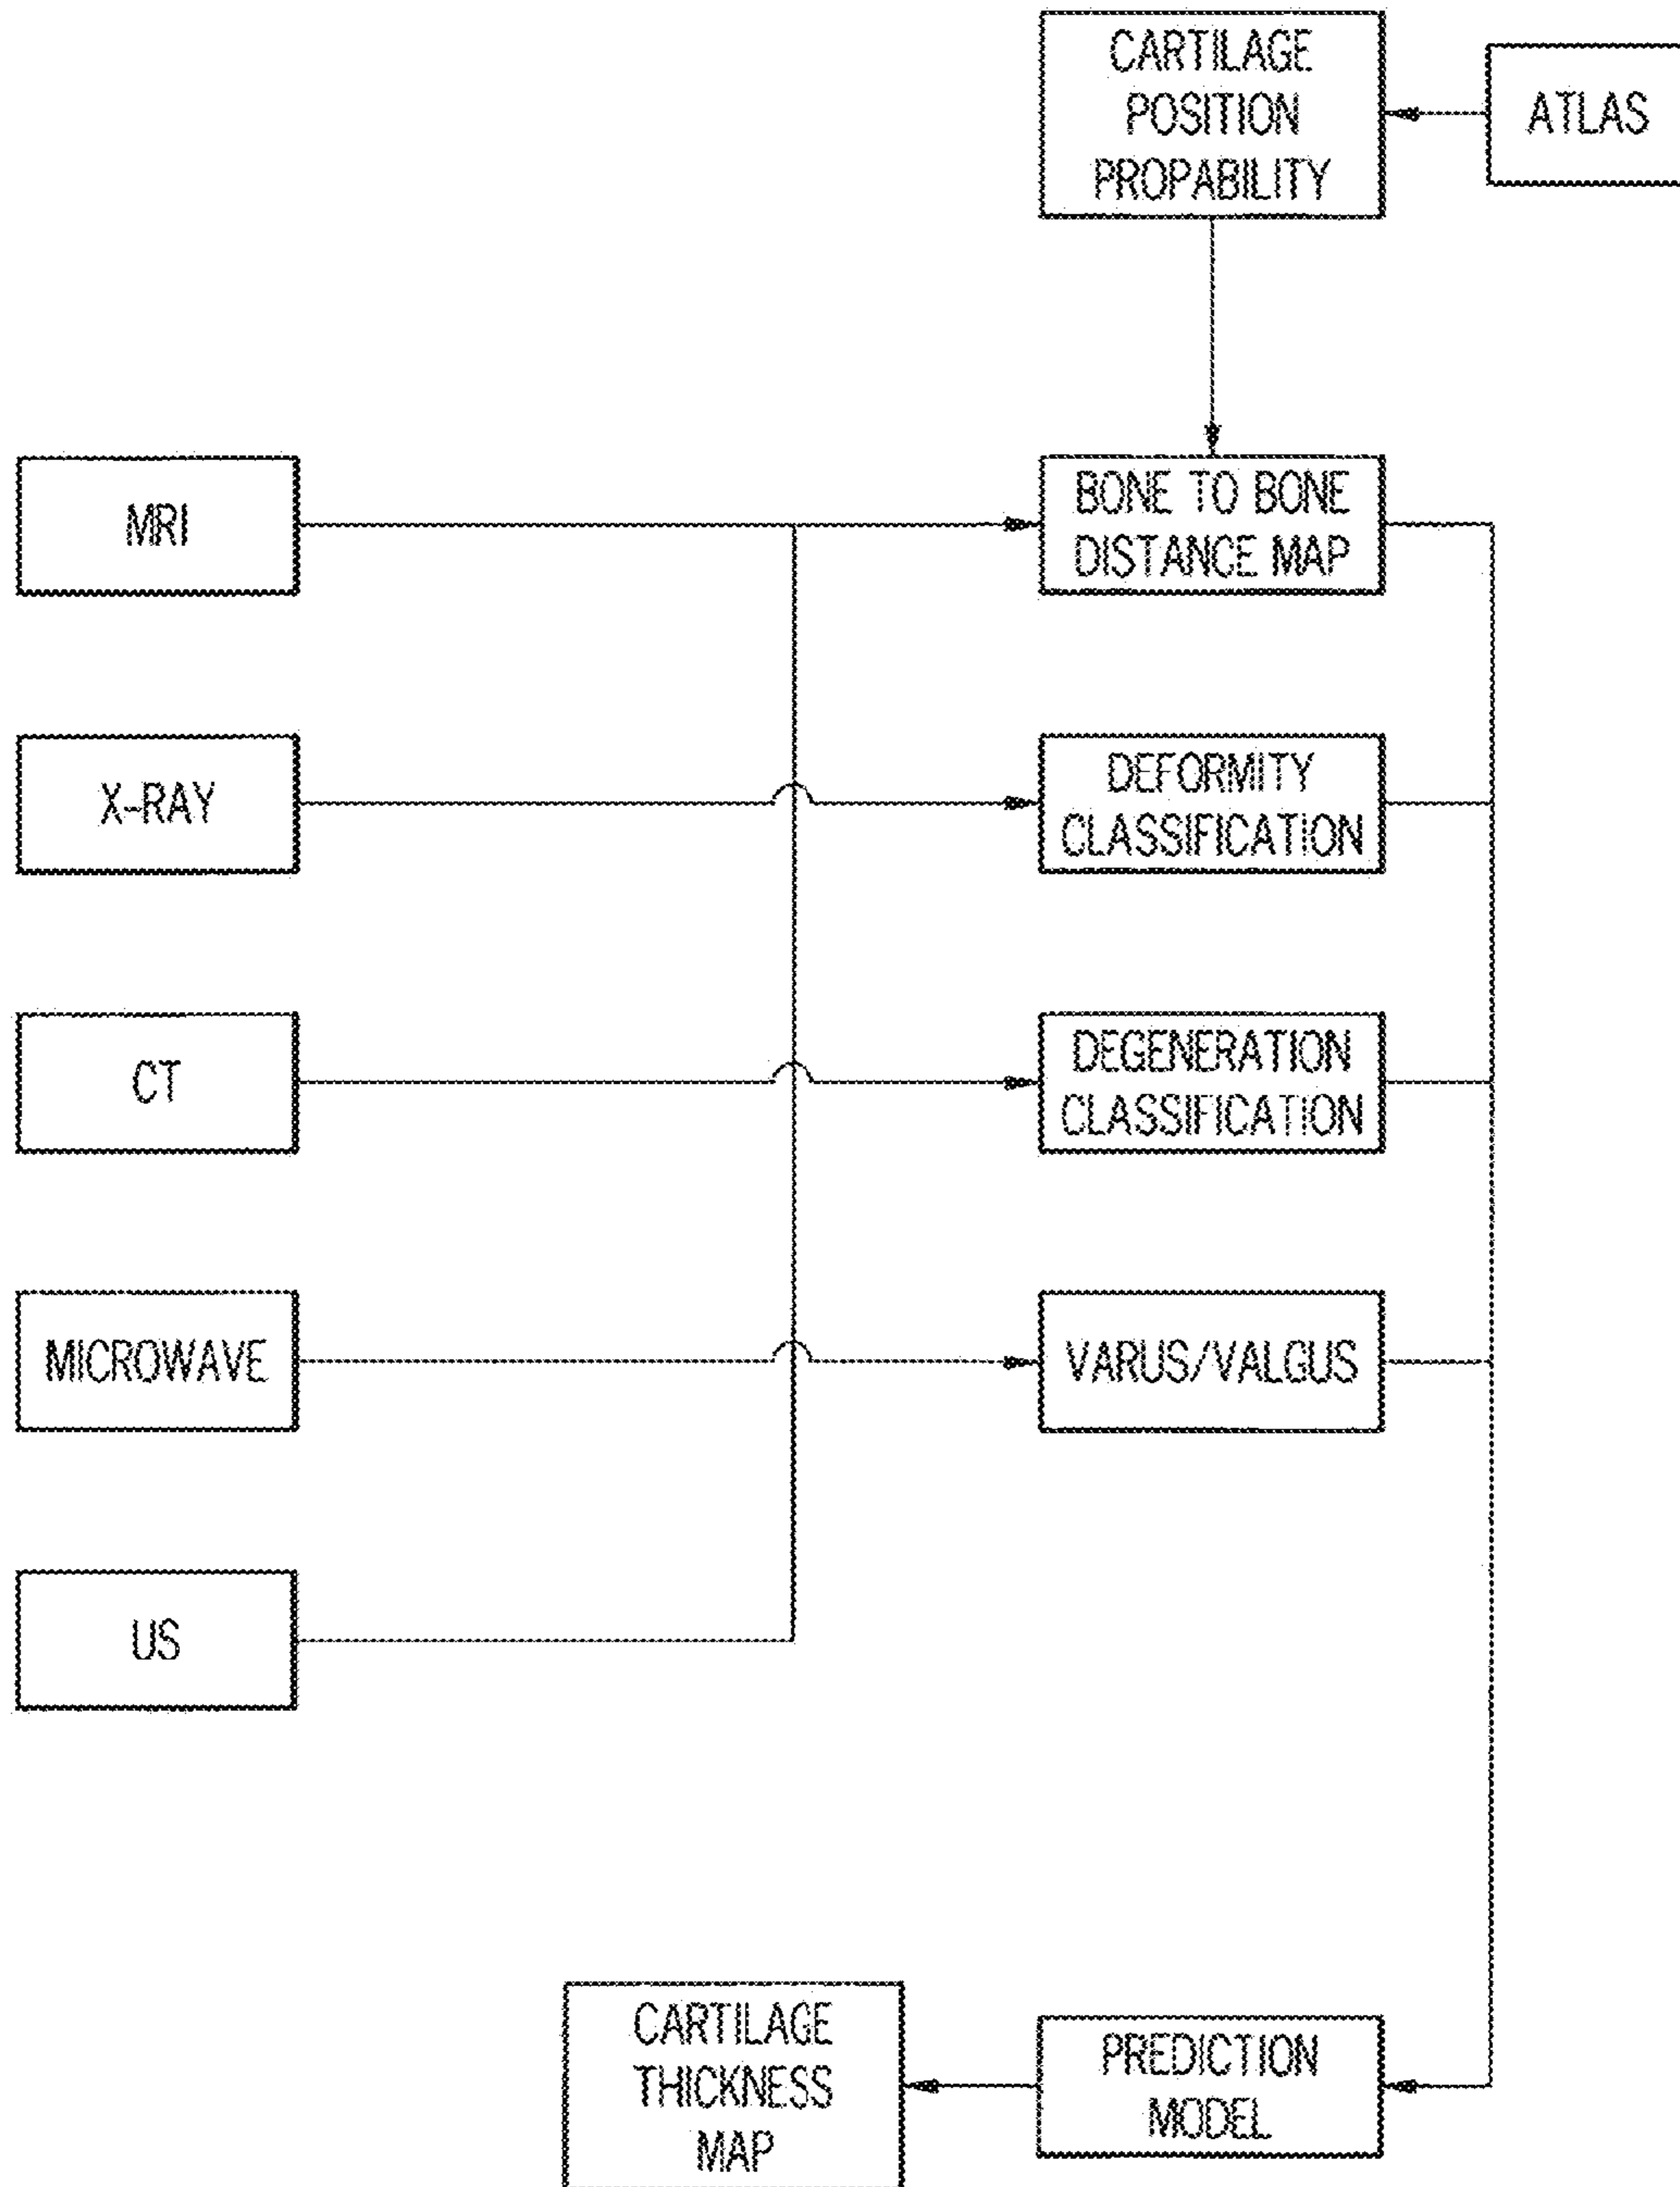 CARTILAGE
POSITION
PROPABILITY
ATLAS
MRI
BONE TO BONE
DISTANCE MAP
X-RAY
DEFORMITY
CLASSIFICATION
CT
DEGENERATION
CLASSIFICATION
MICROWAVE
VARUS/VALGUS
US
CARTILAGE
THICKNESS
MAP
PREDICTION
MODEL